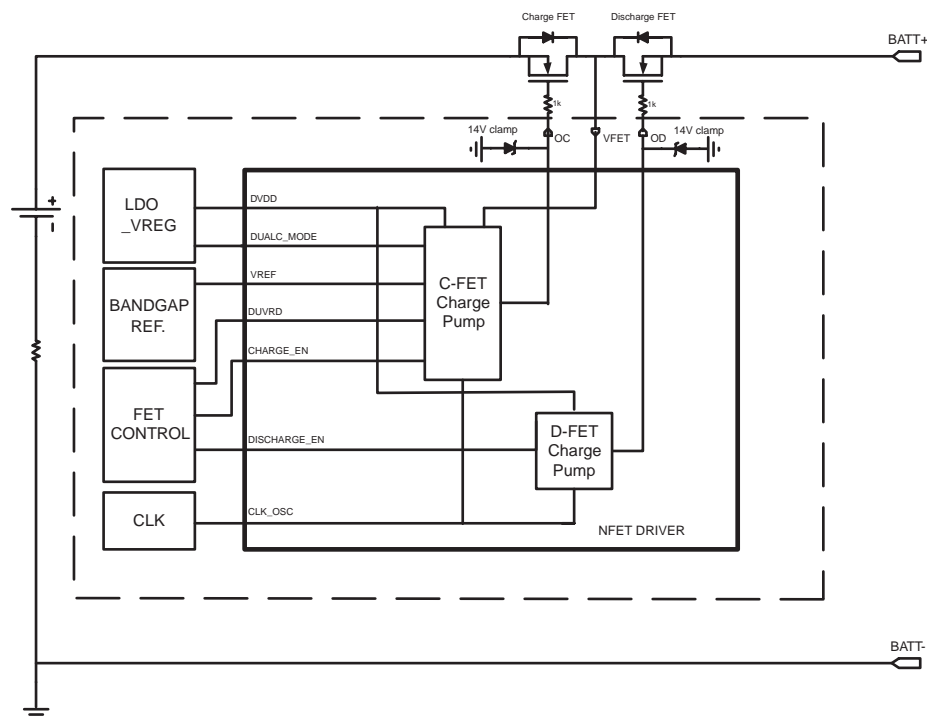 Charge FET
Discharge FET
BATT+
1k
1k
14V clamp
OC
VFET
OD
14V clamp
LDO
_VREG
DVDD
DUALC_MODE
BANDGAP
REF.
VREF
DUVRD
C-FET
Charge
Pump
CHARGE_EN
FET
CONTROL
DISCHARGE_EN
D-FET
Charge
Pump
CLK
CLK_OSC
NFET DRIVER
BATT-